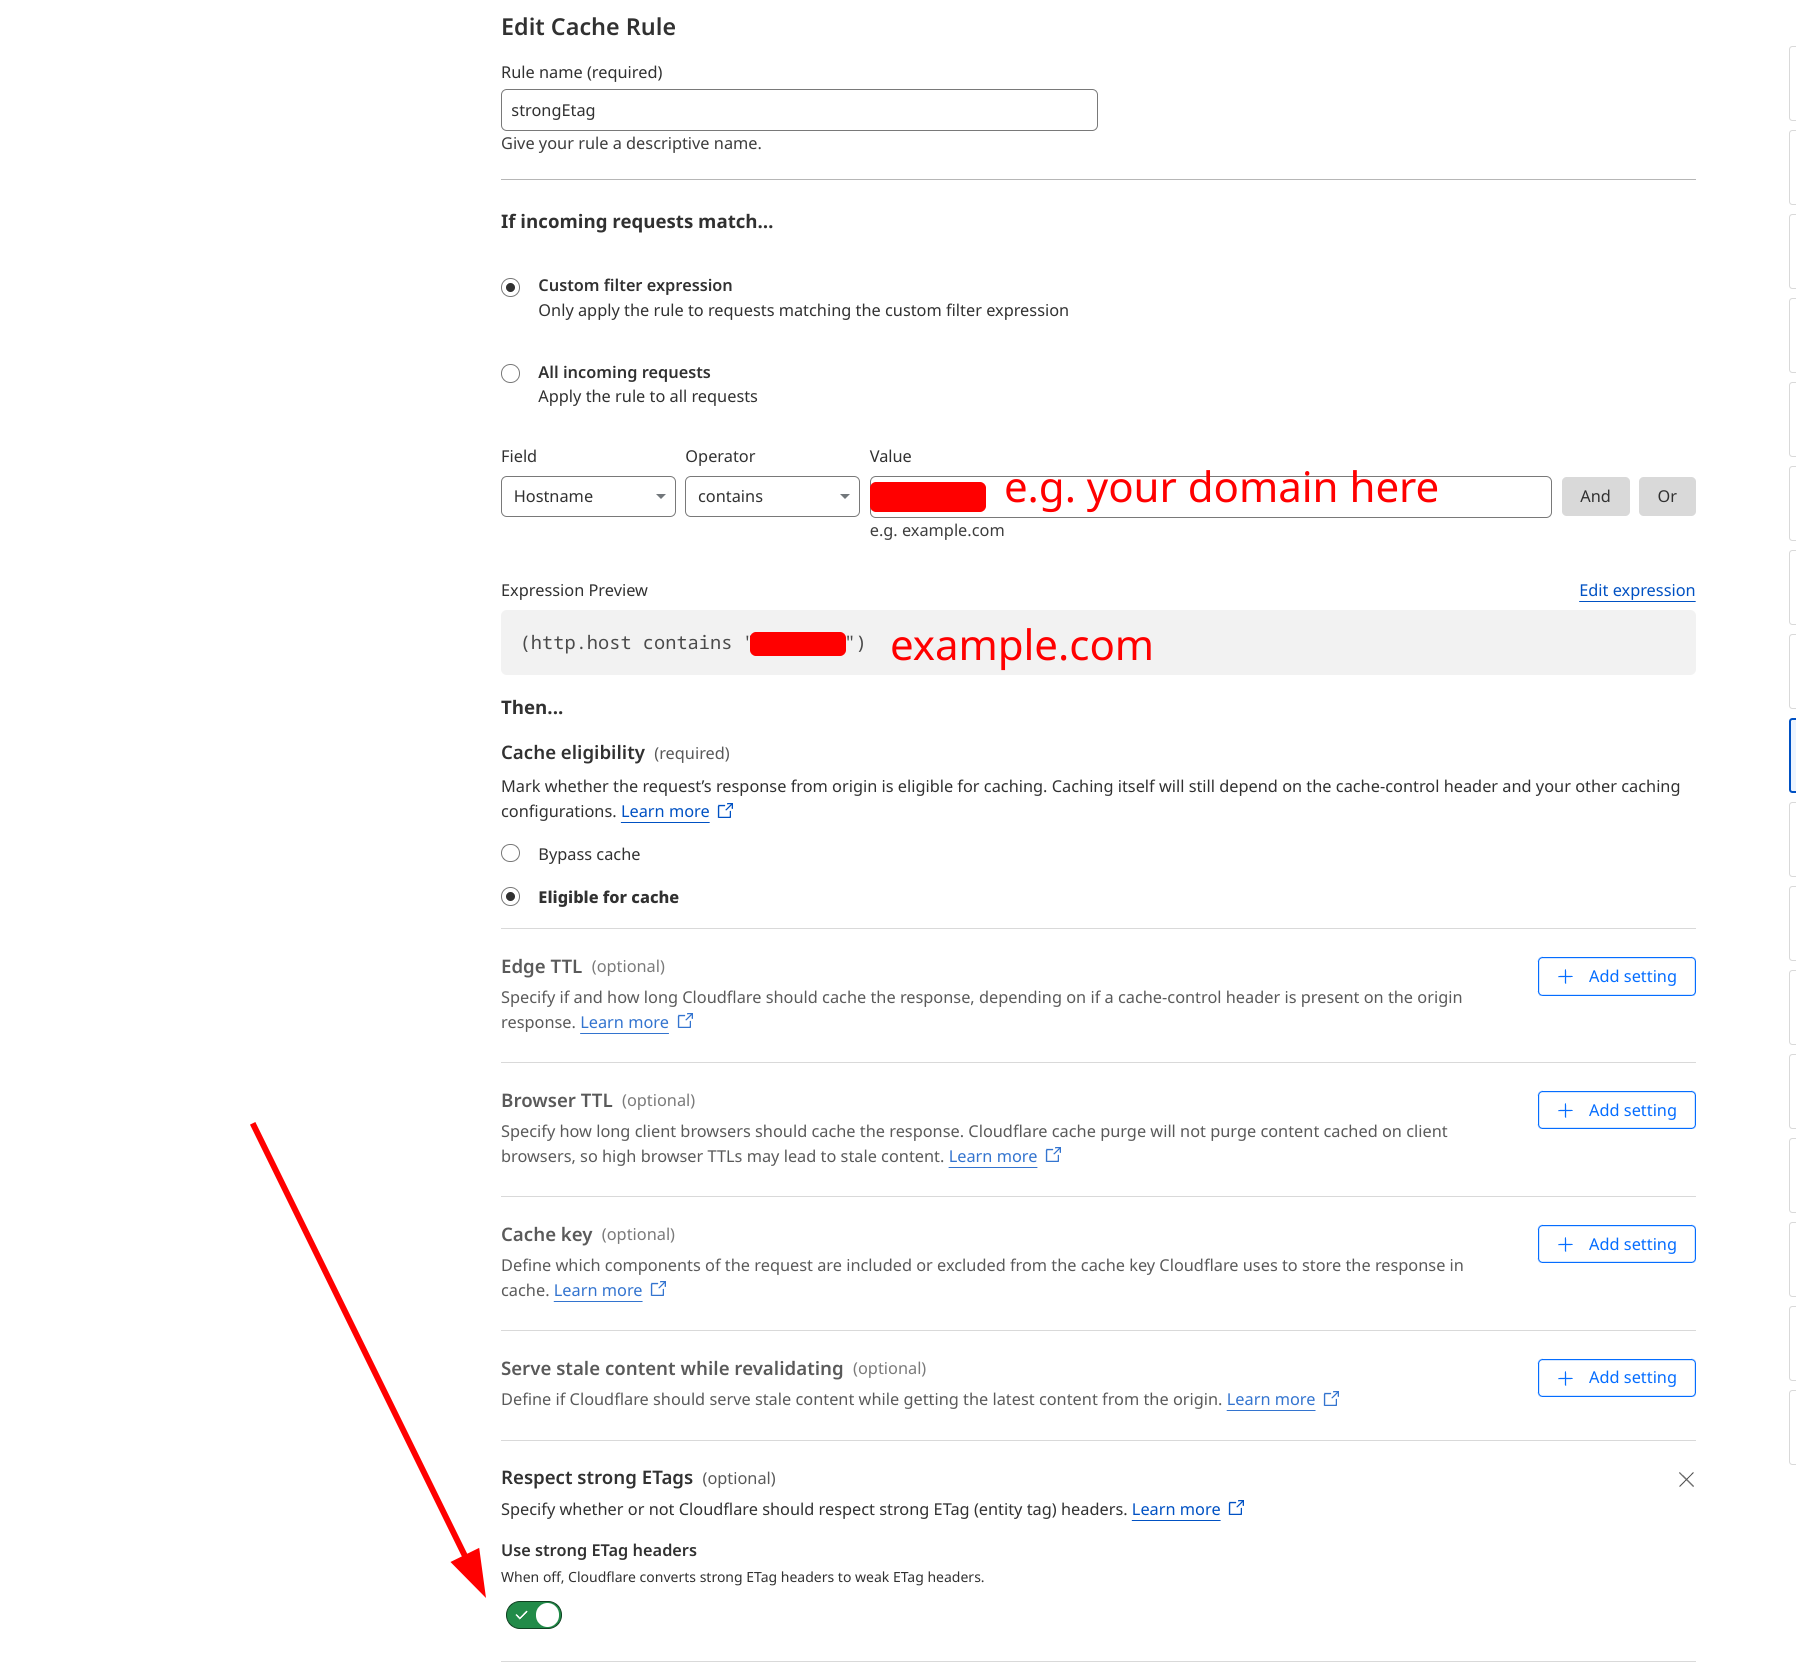 Edit Cache Rule
Rule name (required)
strongEtag
Give your rule a descriptive name.
If incoming requests match...
Custom filter expression
Only apply the rule to requests matching the custom filter expression
All incoming requests
Apply the rule to all requests
Field Operator Value
Hostname contains e.g. your domain here And Or
e.g. example.com
Expression Preview Edit expression
(http.host contains "") example.com
Then...
Cache eligibility (required)
Mark whether the request’s response from origin is eligible for caching. Caching itself will still depend on the cache-control header and your other caching
configurations. Learn more
Bypass cache
Eligible for cache
Edge TTL (optional) Add setting
Specify if and how long Cloudflare should cache the response, depending on if a cache-control header is present on the origin
response. Learn more
Browser TTL (optional) Add setting
Specify how long client browsers should cache the response. Cloudflare cache purge will not purge content cached on client
browsers, so high browser TTLs may lead to stale content. Learn more
Cache key (optional) Add setting
Define which components of the request are included or excluded from the cache key Cloudflare uses to store the response in
cache. Learn more
Serve stale content while revalidating (optional) Add setting
Define if Cloudflare should serve stale content while getting the latest content from the origin. Learn more
Respect strong ETags (optional)
Specify whether or not Cloudflare should respect strong ETag (entity tag) headers. Learn more
Use strong ETag headers
When off, Cloudflare converts strong ETag headers to weak ETag headers.